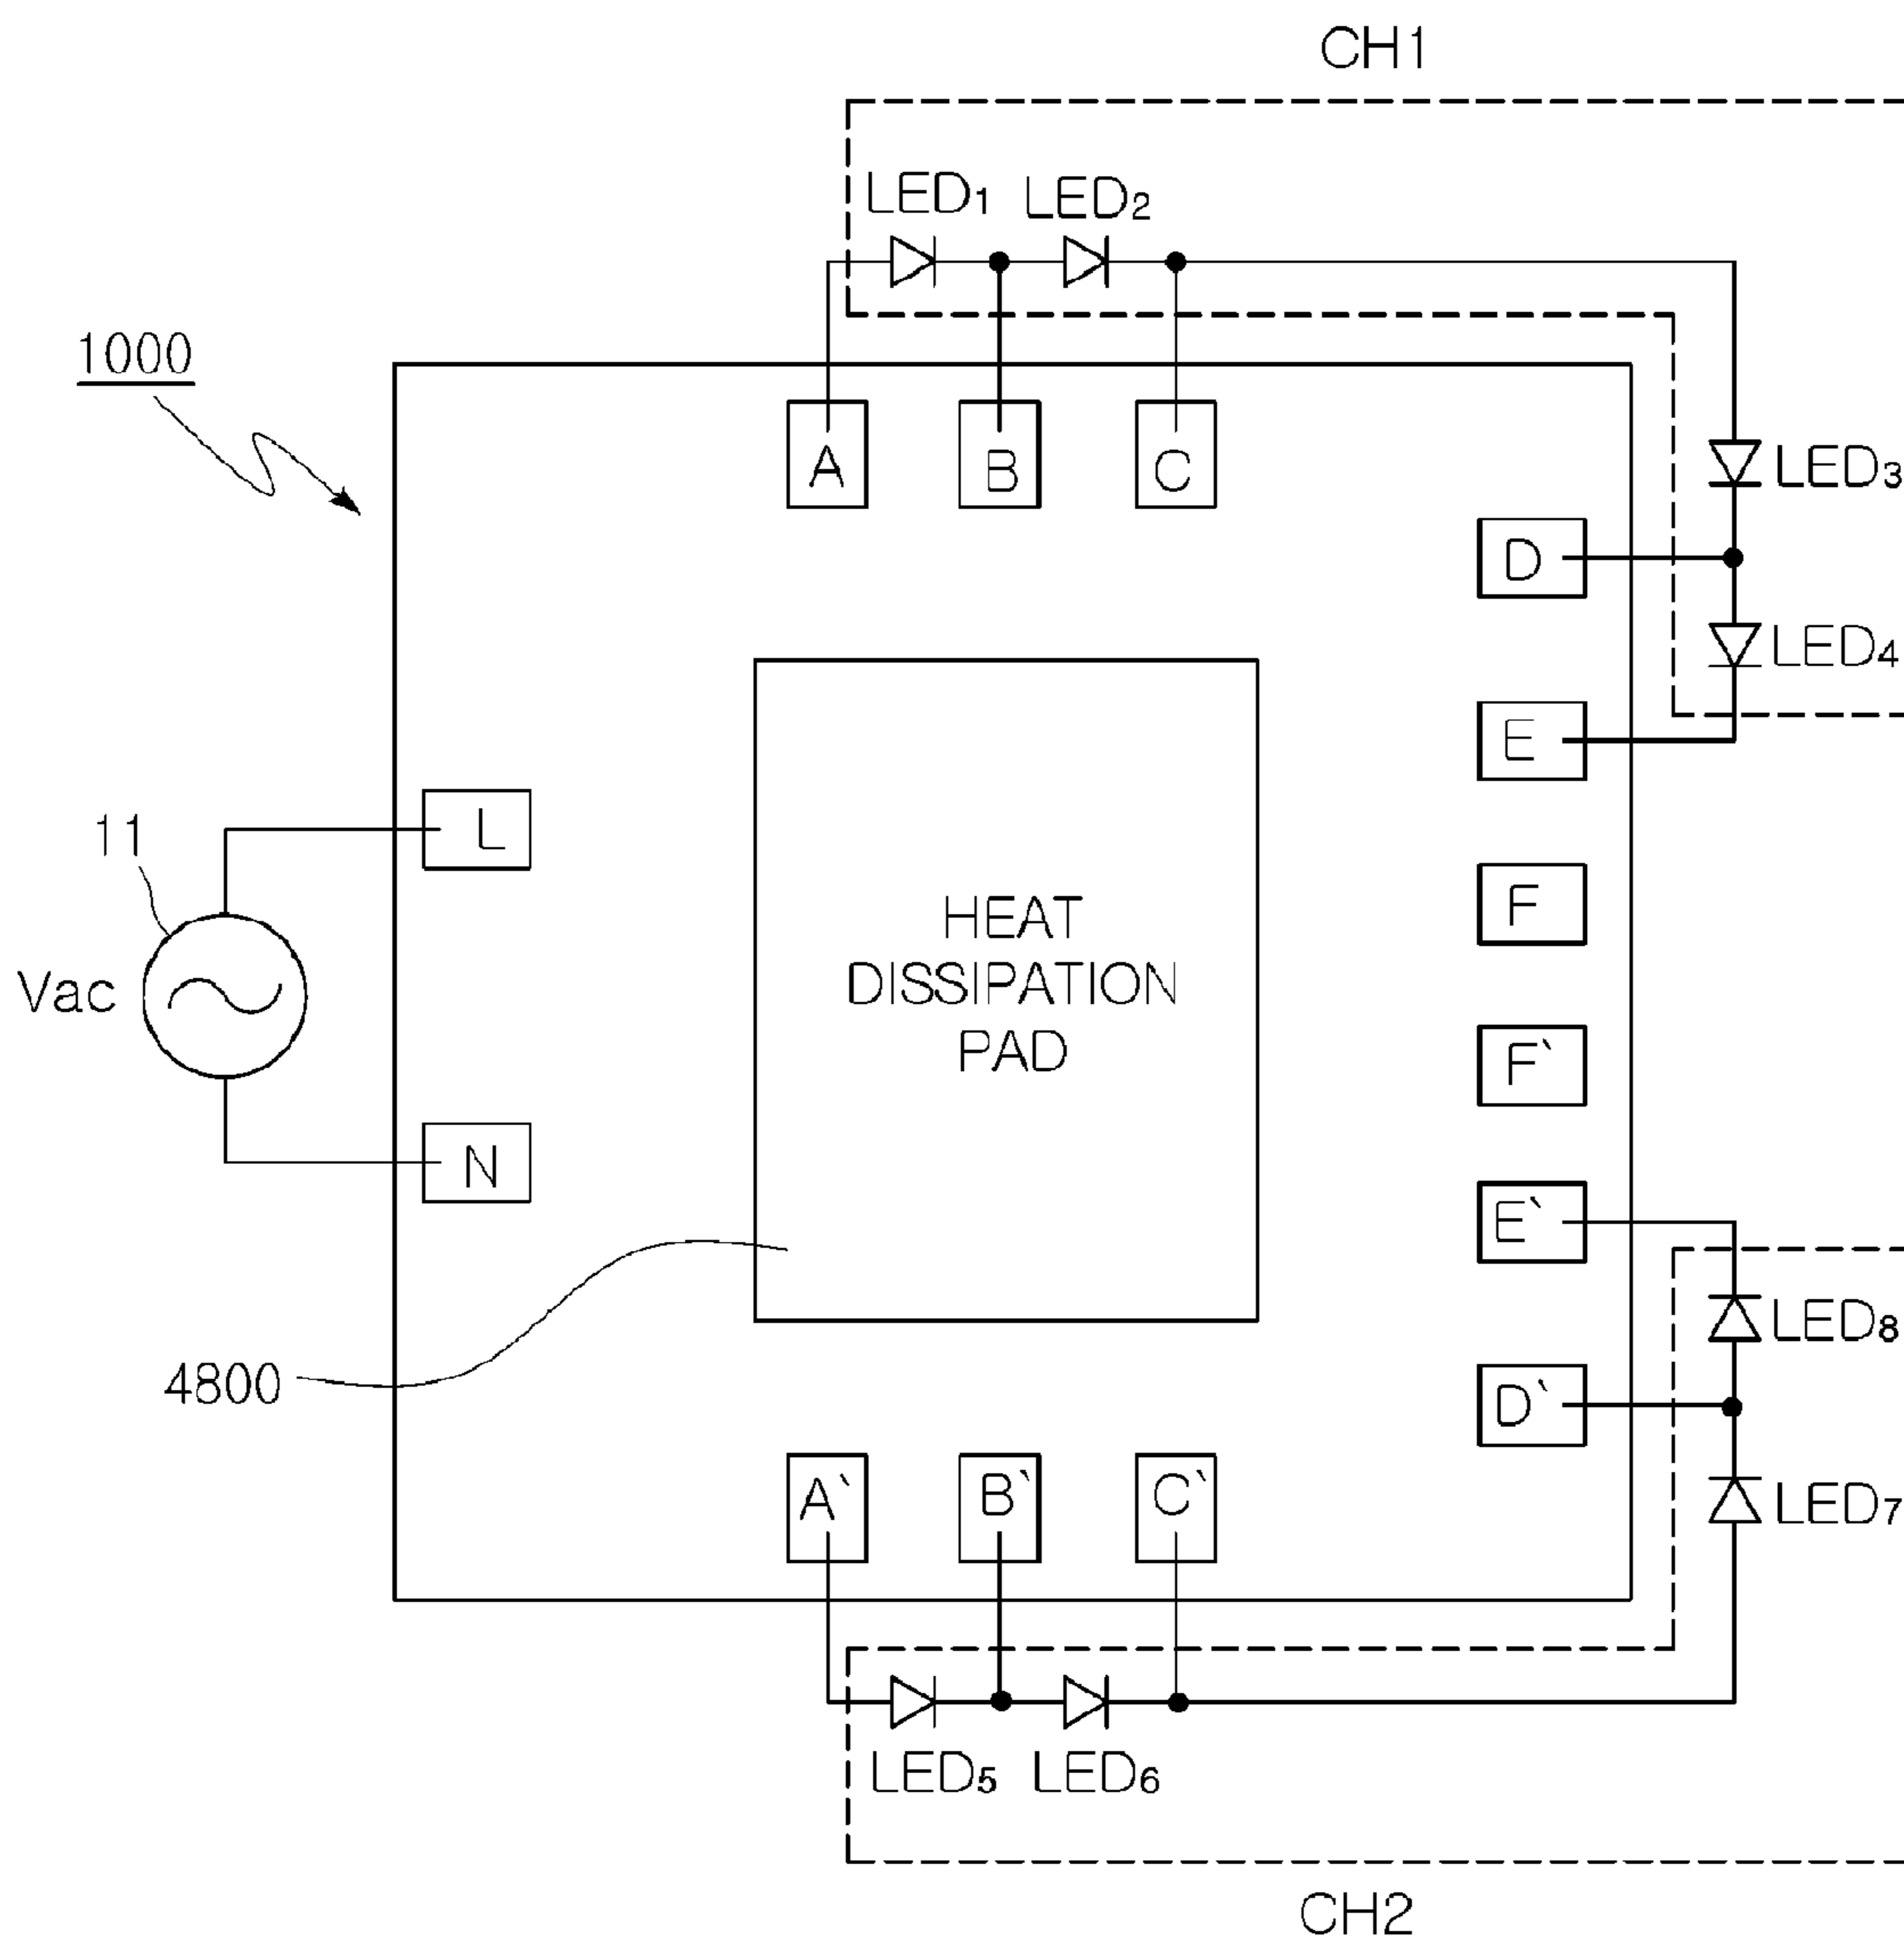 CH1
LED1 LED2
1000
A B C
LED3
D
LED4
E
L
11
F
HEAT
DISSIPATION
PAD
Vac
F`
N
E`
LED8
4800
D`
A` B` C`
LED7
LED5 LED6
CH2